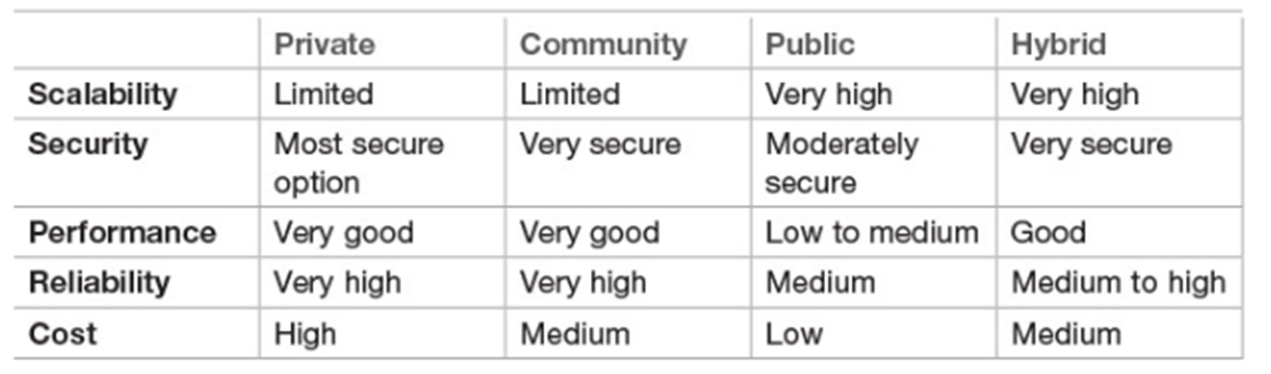 Private Community Public Hybrid
Scalability Limited Limited Very high Very high
Security Most secure option Very secure Moderately secure Very secure
Performance Very good Very good Low to medium Good
Reliability Very high Very high Medium Medium to high
Cost High Medium Low Medium